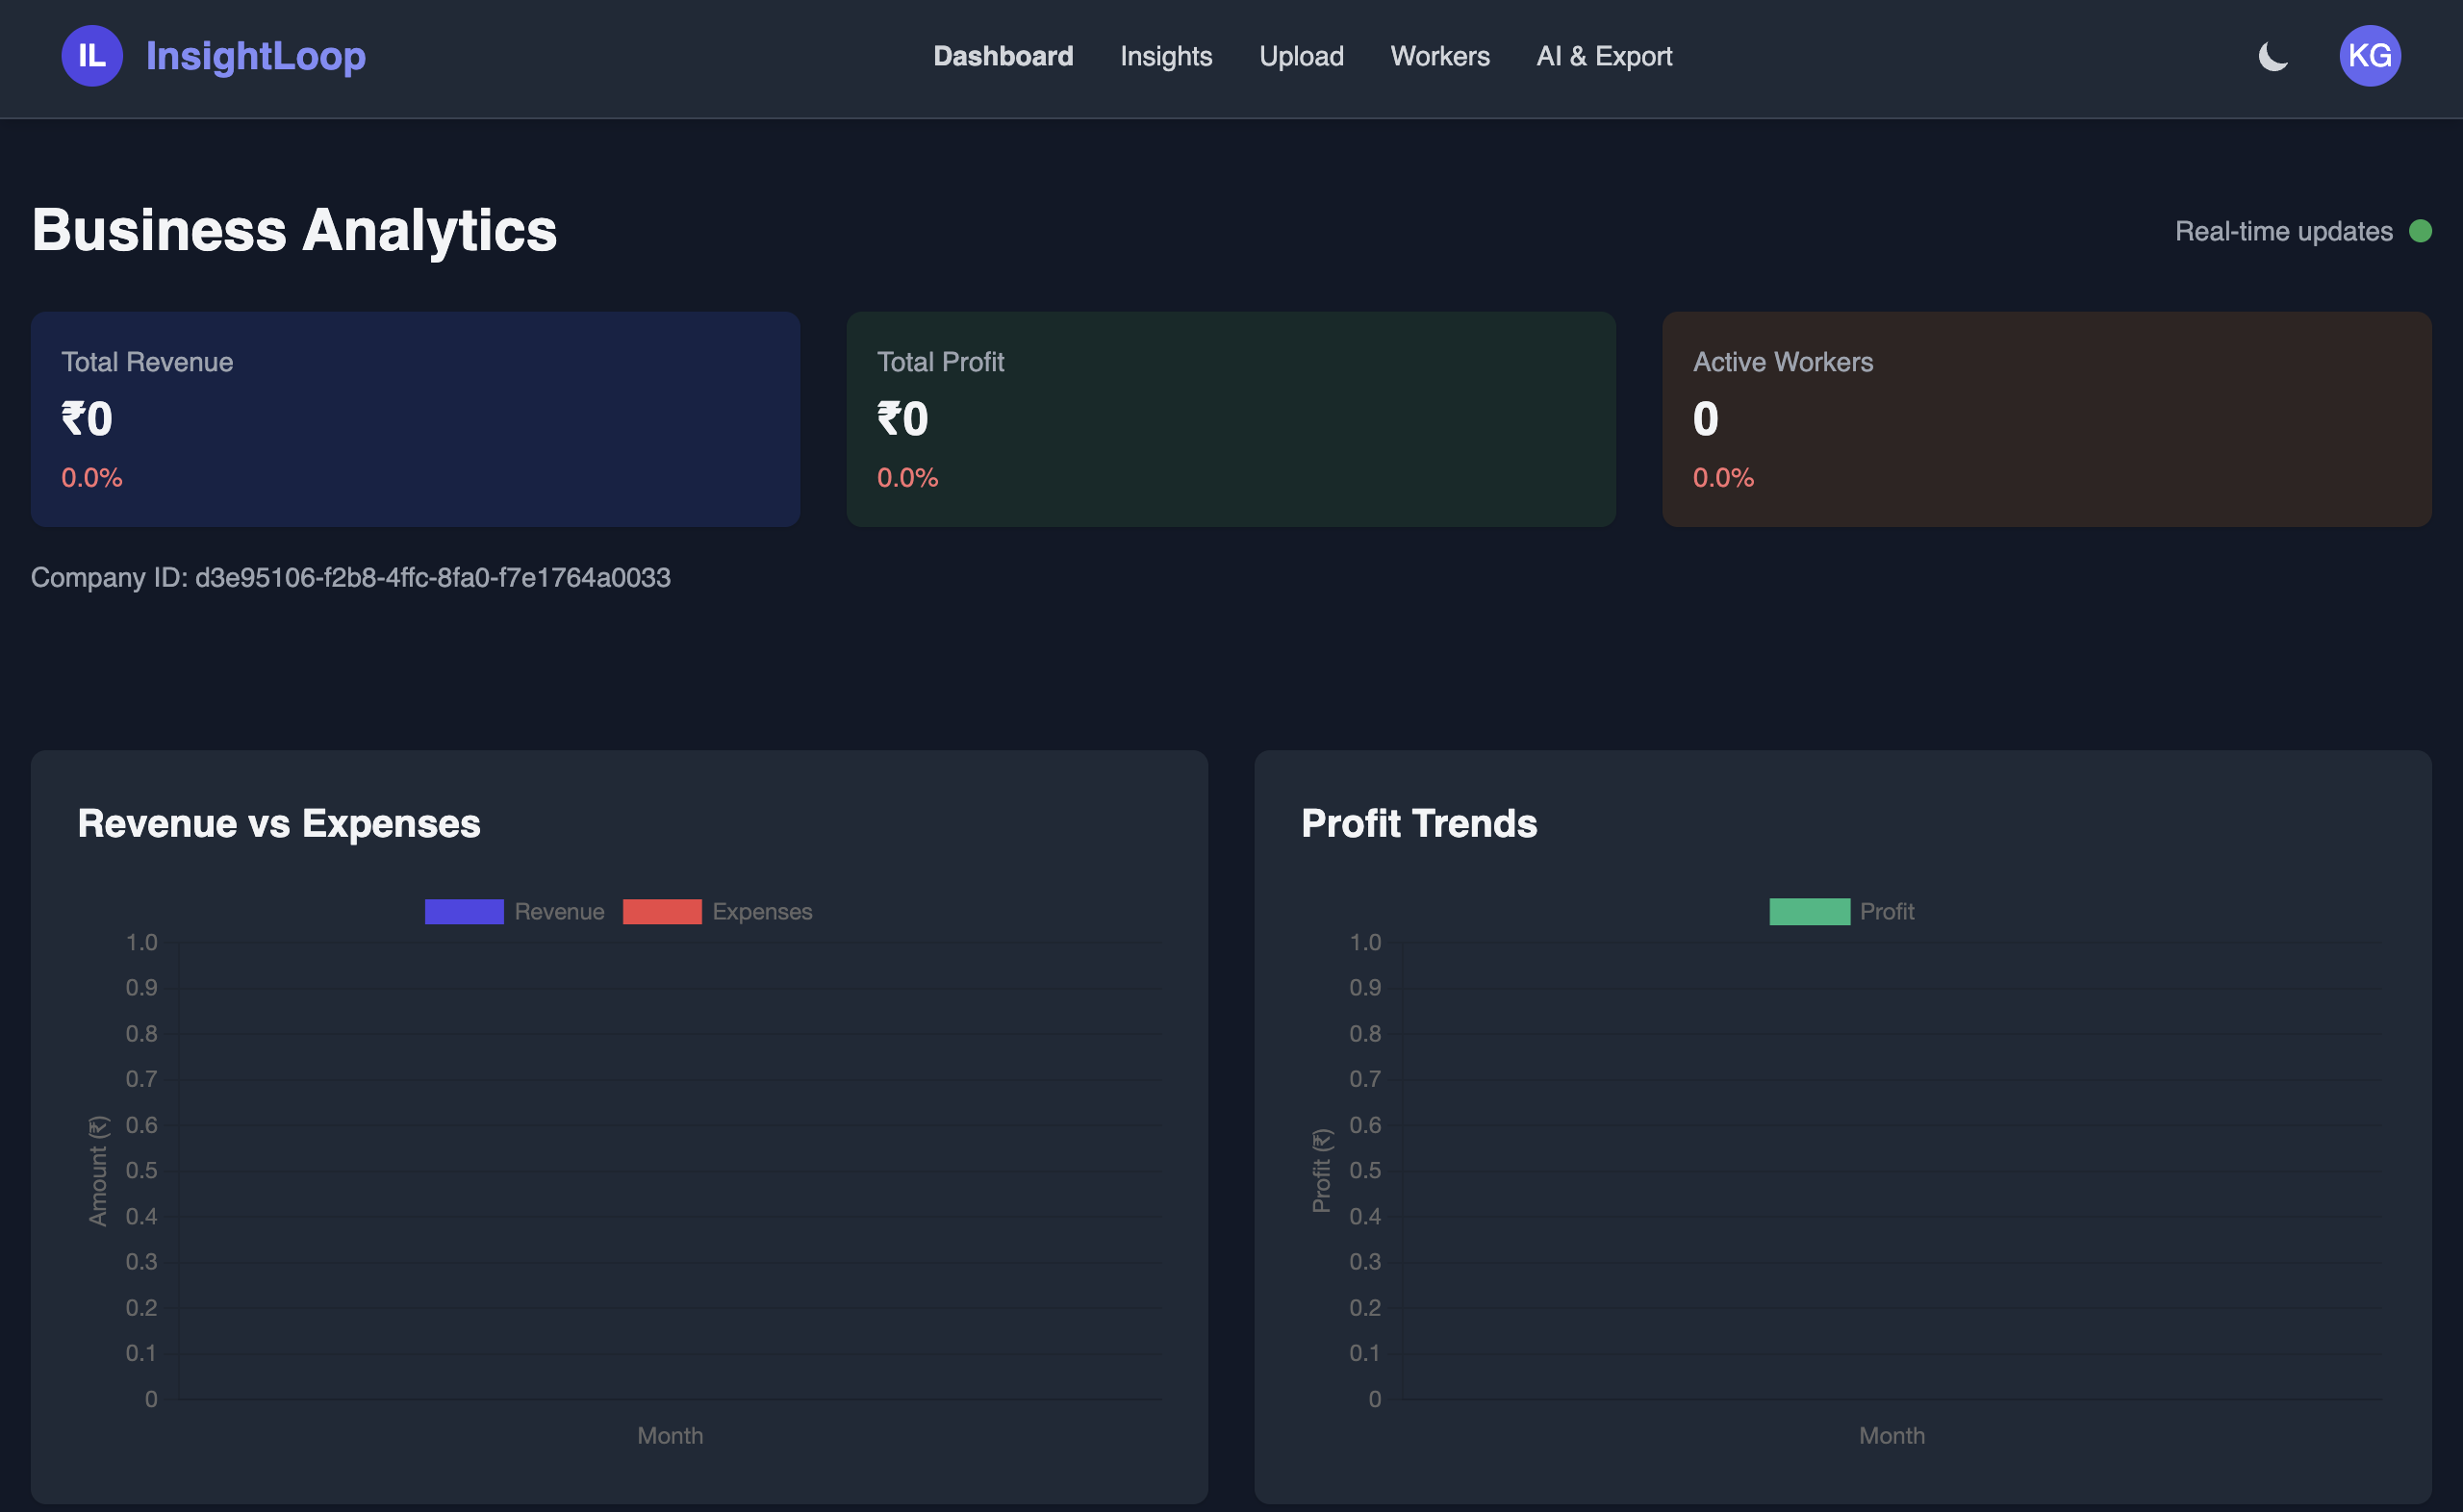 IL InsightLoop Dashboard Insights Upload Workers AI & Export KG
Business Analytics
Real-time updates
Total Revenue
₹0
0.0%
Total Profit
₹0
0.0%
Active Workers
0
0.0%
Company ID: d3e95106-f2b8-4ffc-8fa0-f7e1764a0033
Revenue vs Expenses
Revenue Expenses
1.0
0.9
0.8
0.7
0.6
0.5
0.4
0.3
0.2
0.1
0
Amount (₹)
Month
Profit Trends
Profit
1.0
0.9
0.8
0.7
0.6
0.5
0.4
0.3
0.2
0.1
0
Profit (₹)
Month